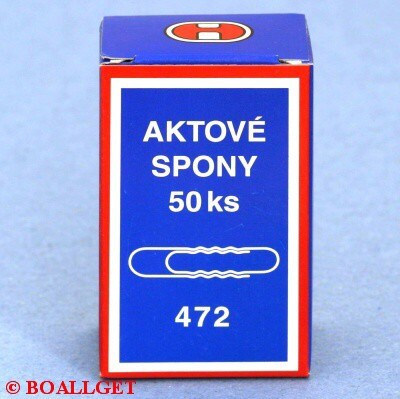 AKTOVÉ
SPONY
50 ks
472
© BOALLGET